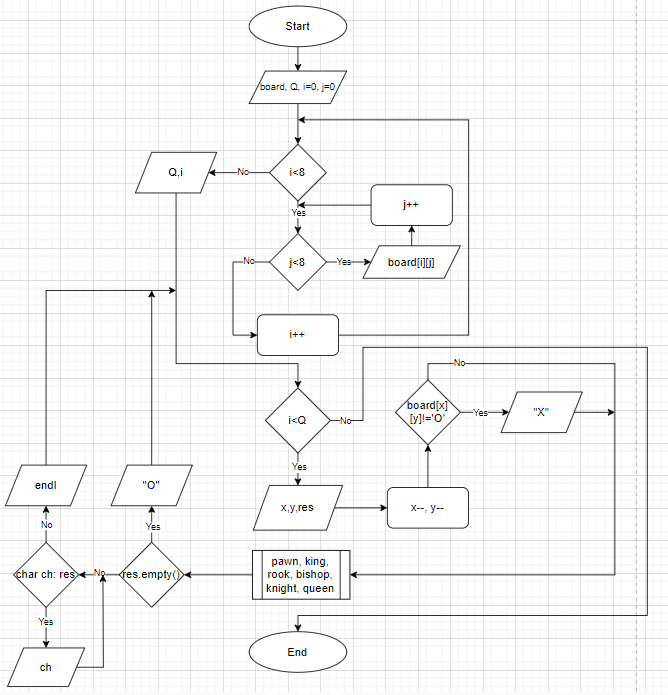 Start
board, Q, i=0, j=0
i<8
No
Q,i
Yes
j++
j<8
No
Yes
board[i][j]
i++
i<Q
No
Yes
board[x]
[y]!='O'
No
Yes
"X"
x,y,res
x--, y--
endl
"O"
No
Yes
char ch: res
No
res.empty()
pawn, king,
rook, bishop,
knight, queen
Yes
ch
End